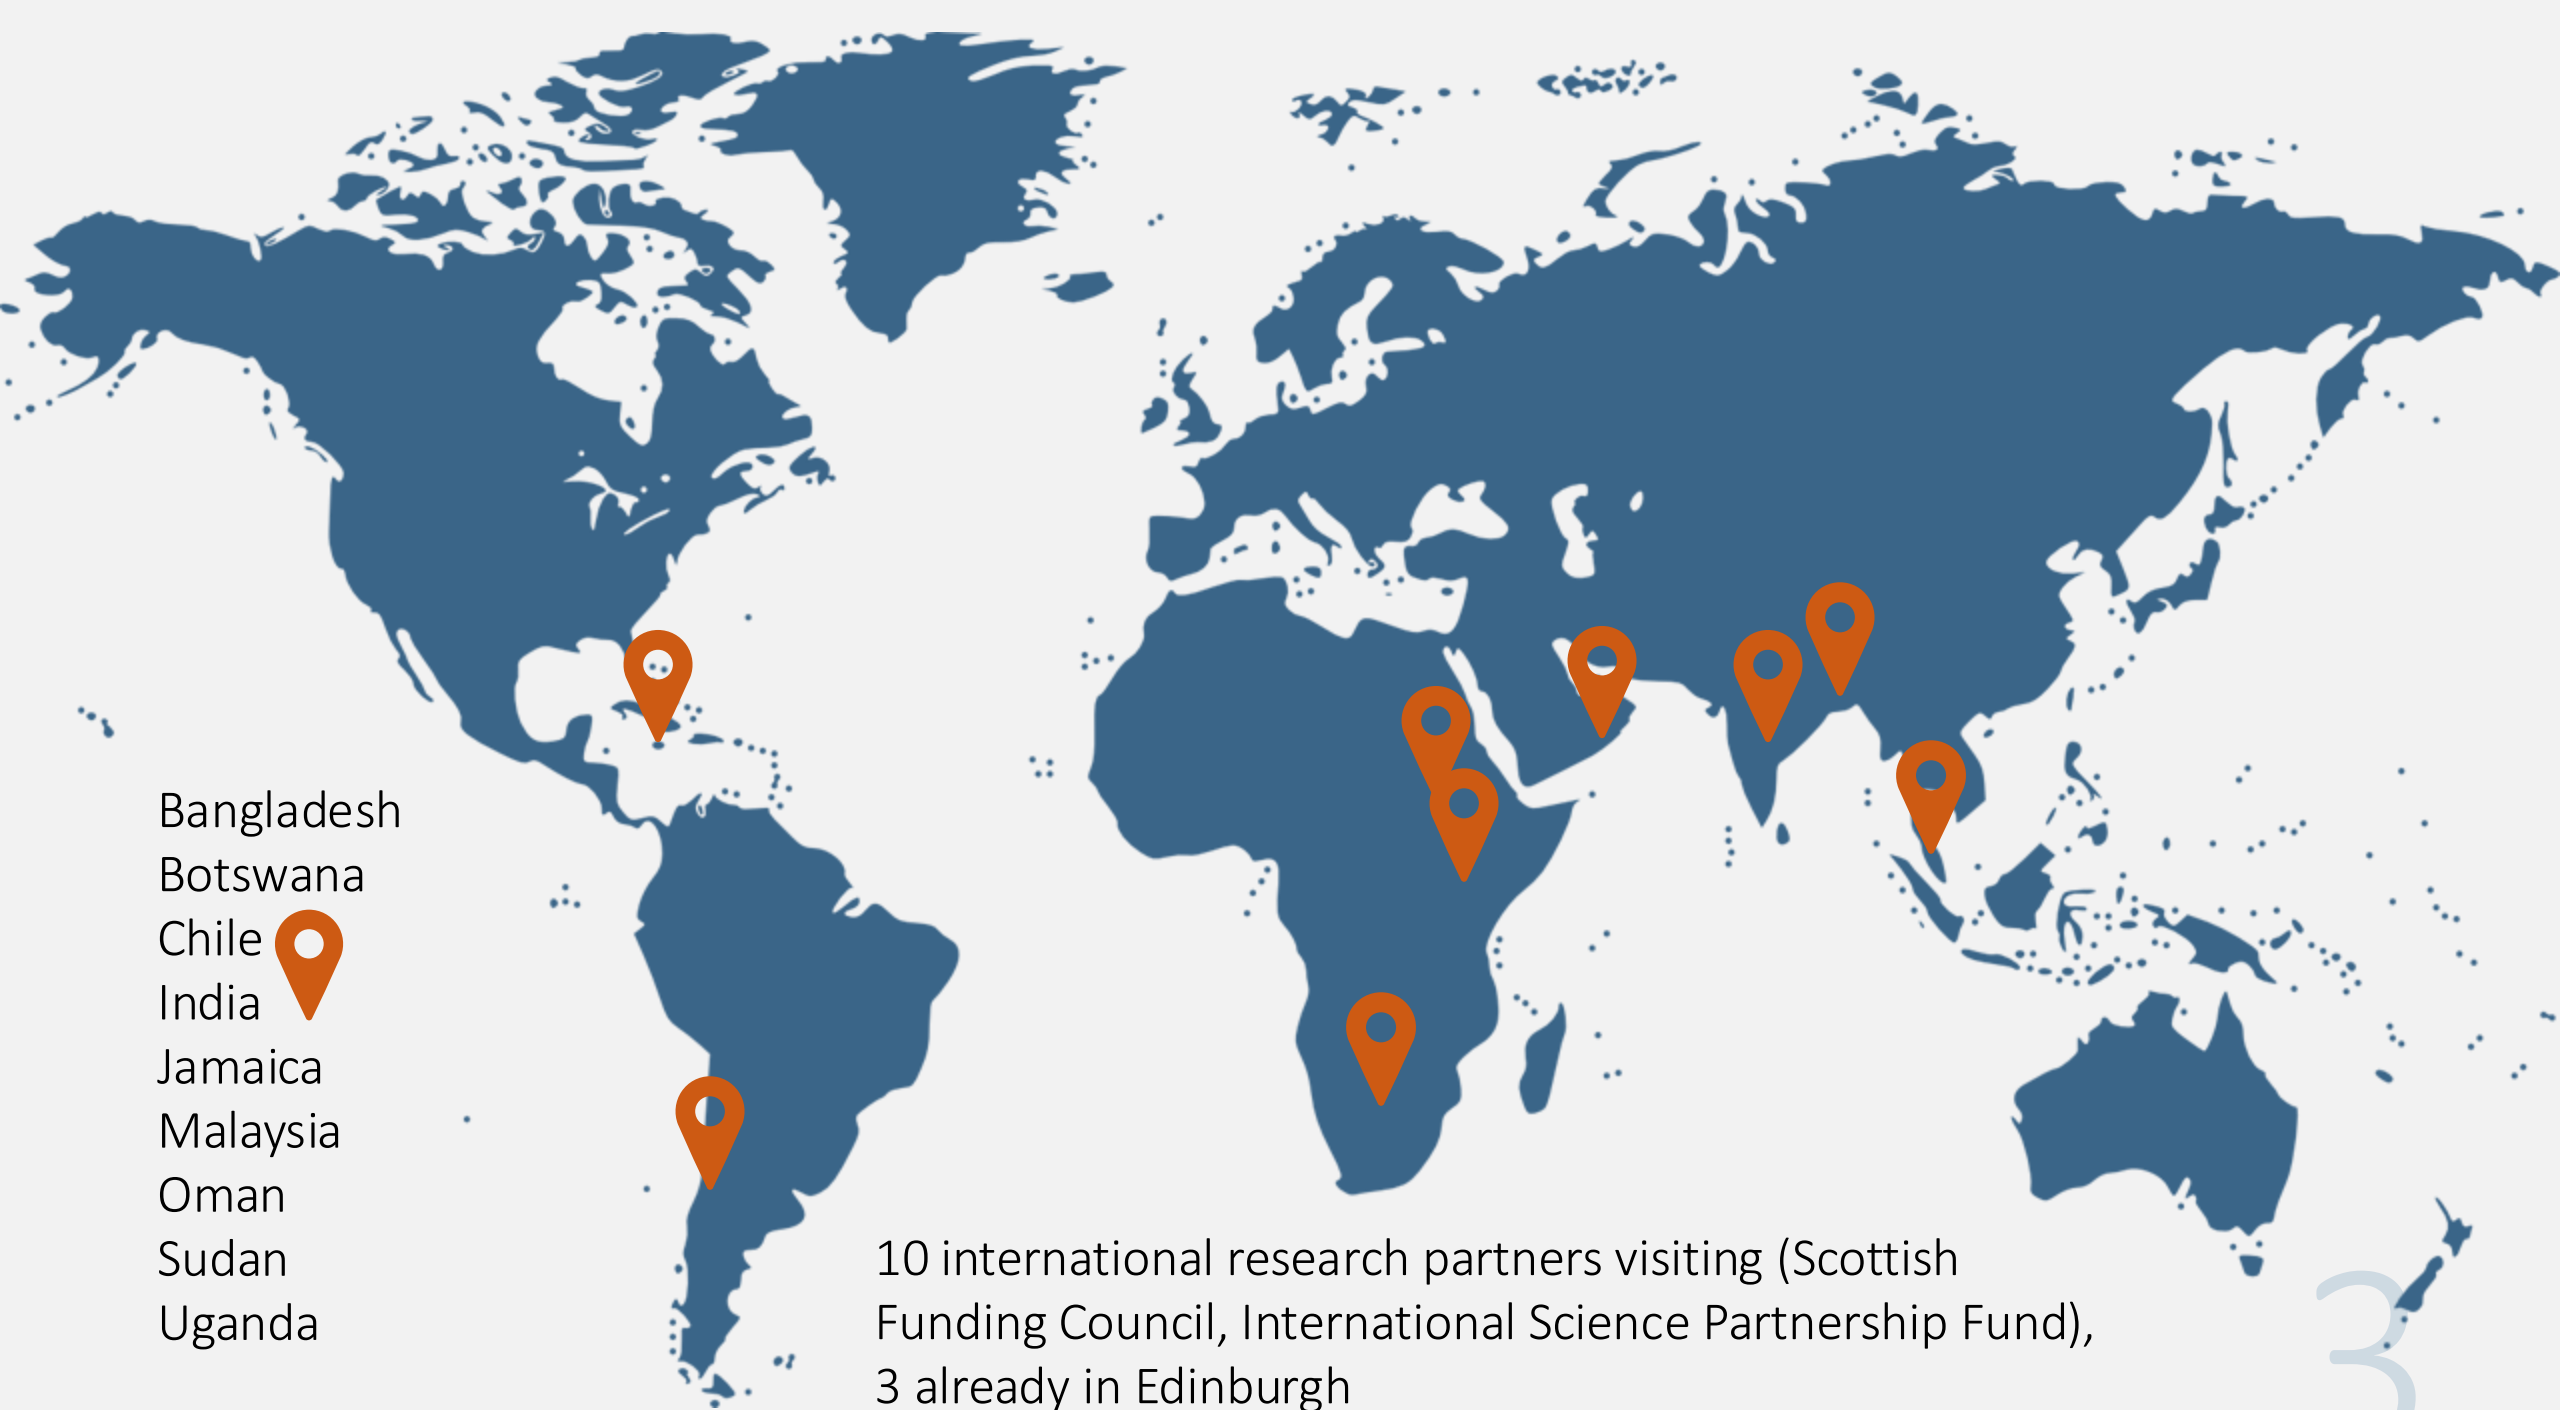 Bangladesh
Botswana
Chile
India
Jamaica
Malaysia
Oman
Sudan
Uganda
10 international research partners visiting (Scottish
Funding Council, International Science Partnership Fund),
3 already in Edinburgh
3